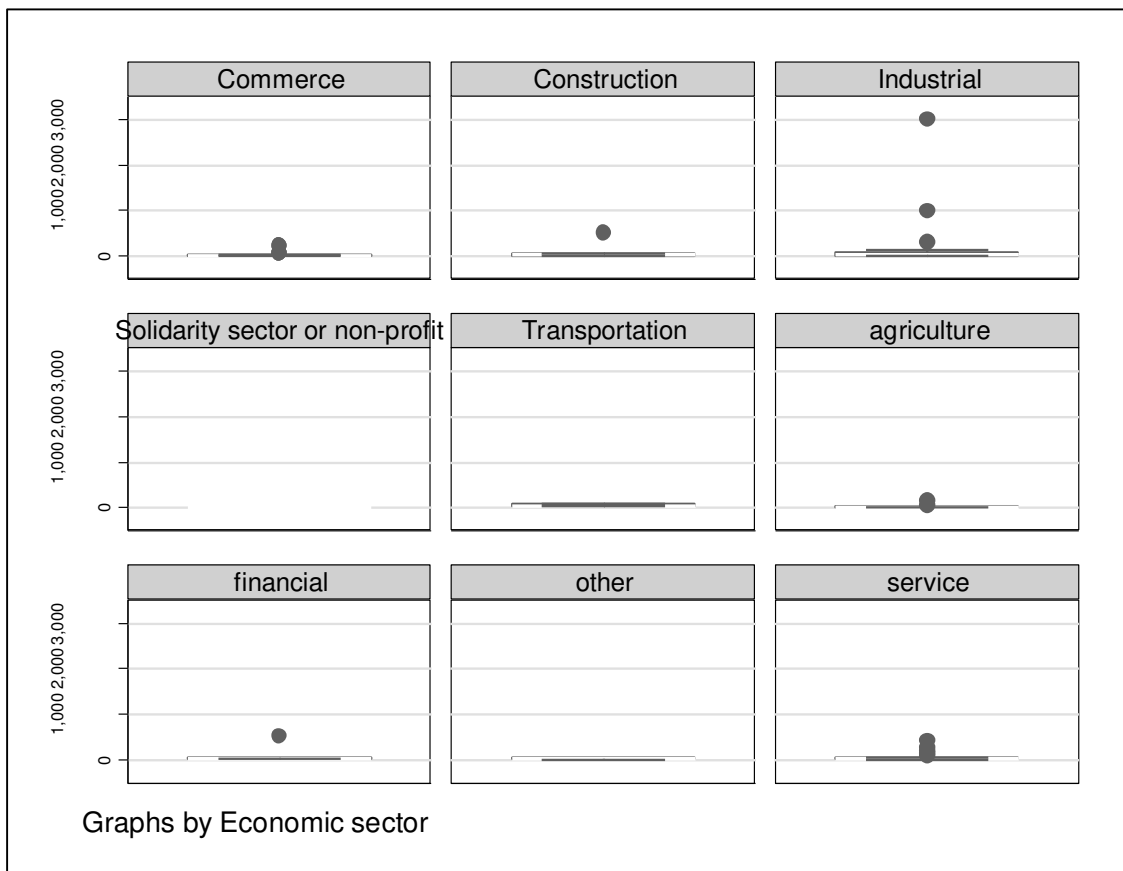 Commerce
Construction
Industrial
0
1,000
2,000
3,000
Solidarity sector or non-profit
Transportation
agriculture
0
1,000
2,000
3,000
financial
other
service
0
1,000
2,000
3,000
Graphs by Economic sector